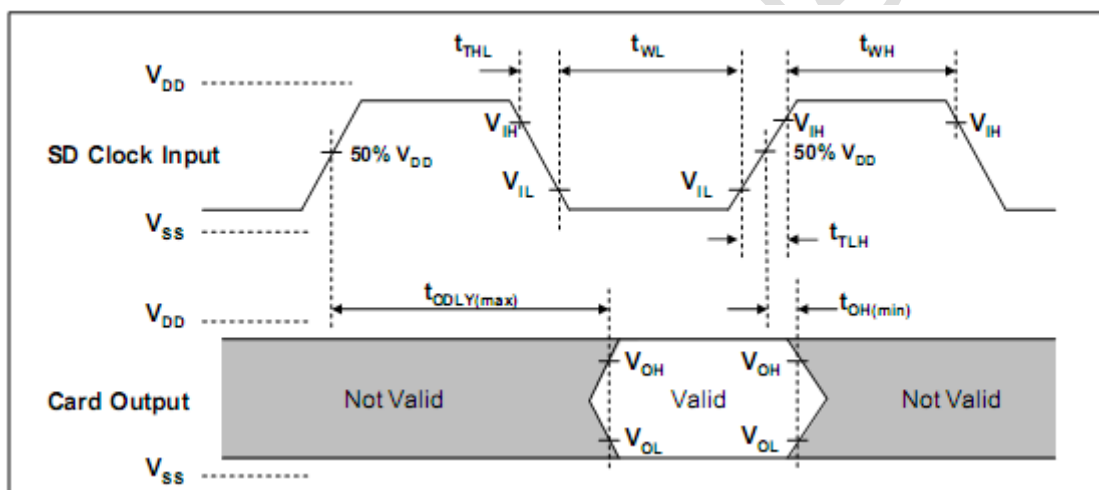 tTHL
tWL
tWH
VDD
VIH
VIH
VIH
SD Clock Input
50% VDD
50% VDD
VIL
VIL
VSS
tTLH
tODLY(max)
tOH(min)
VDD
VOH
VOH
Card Output
Not Valid
Valid
Not Valid
VOL
VOL
VSS